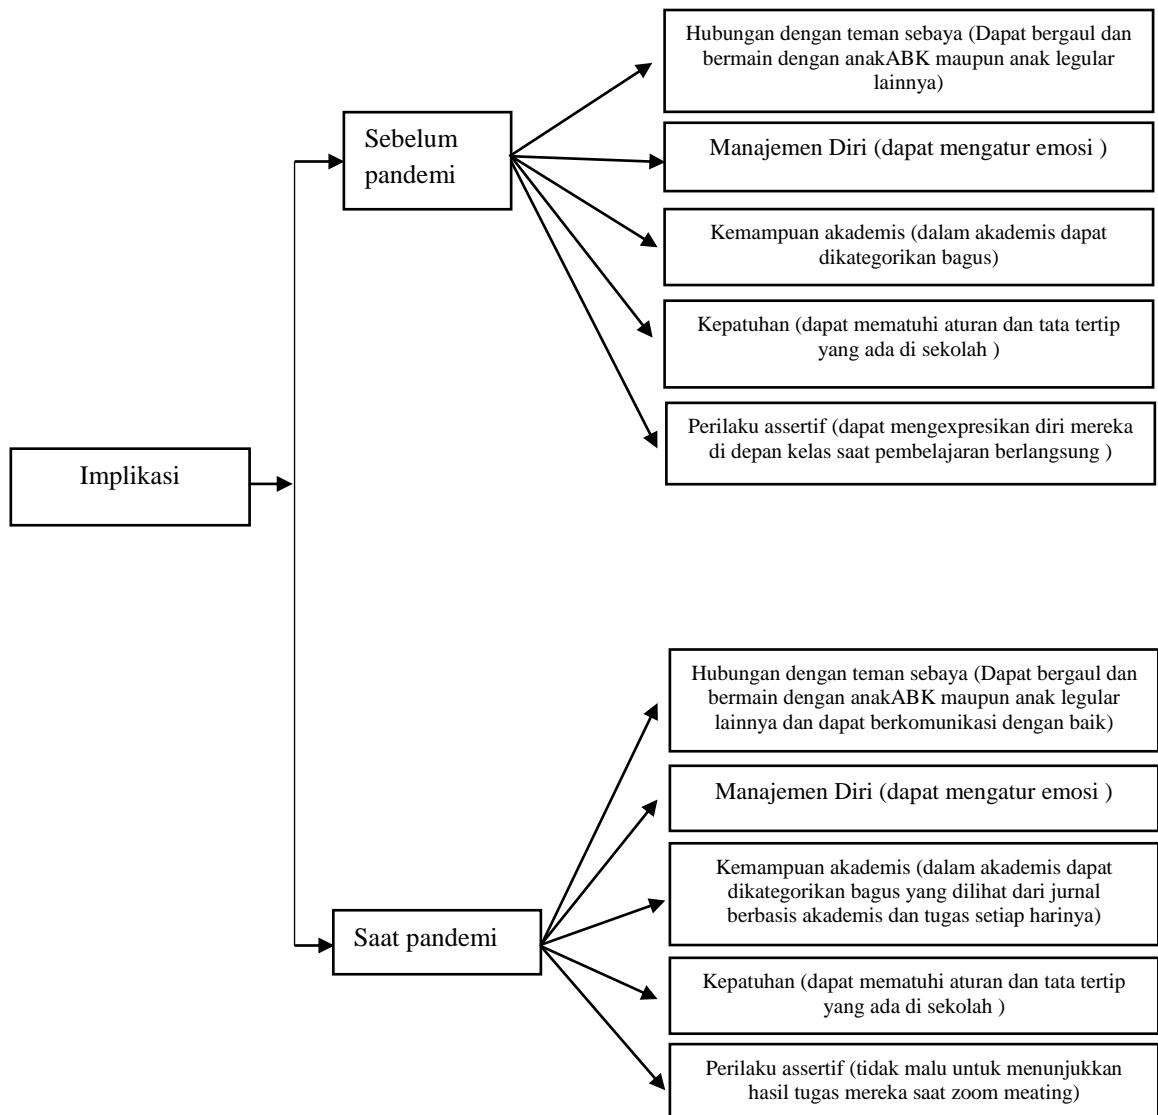 Hubungan dengan teman sebaya (Dapat bergaul dan
bermain dengan anakABK maupun anak legular
lainnya)
Sebelum
pandemi
Manajemen Diri (dapat mengatur emosi )
Kemampuan akademis (dalam akademis dapat
dikategorikan bagus)
Kepatuhan (dapat mematuhi aturan dan tata tertip
yang ada di sekolah )
Perilaku assertif (dapat mengexpresikan diri mereka
di depan kelas saat pembelajaran berlangsung )
Implikasi
Hubungan dengan teman sebaya (Dapat bergaul dan
bermain dengan anakABK maupun anak legular
lainnya dan dapat berkomunikasi dengan baik)
Manajemen Diri (dapat mengatur emosi )
Kemampuan akademis (dalam akademis dapat
dikategorikan bagus yang dilihat dari jurnal
berbasis akademis dan tugas setiap harinya)
Saat pandemi
Kepatuhan (dapat mematuhi aturan dan tata tertip
yang ada di sekolah )
Perilaku assertif (tidak malu untuk menunjukkan
hasil tugas mereka saat zoom meating)